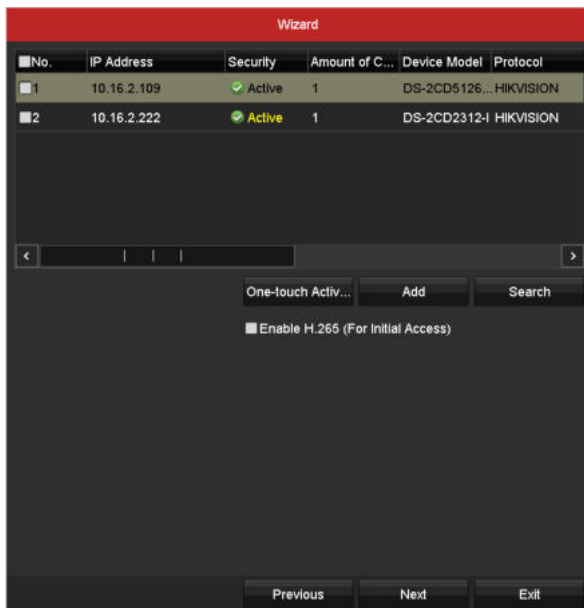 Wizard
No. IP Address Security Amount of C... Device Model Protocol
1 10.16.2.109 Active 1 DS-2CD5126... HIKVISION
2 10.16.2.222 Active 1 DS-2CD2312-I HIKVISION
One-touch Activ... Add Search
Enable H.265 (For Initial Access)
Previous Next Exit